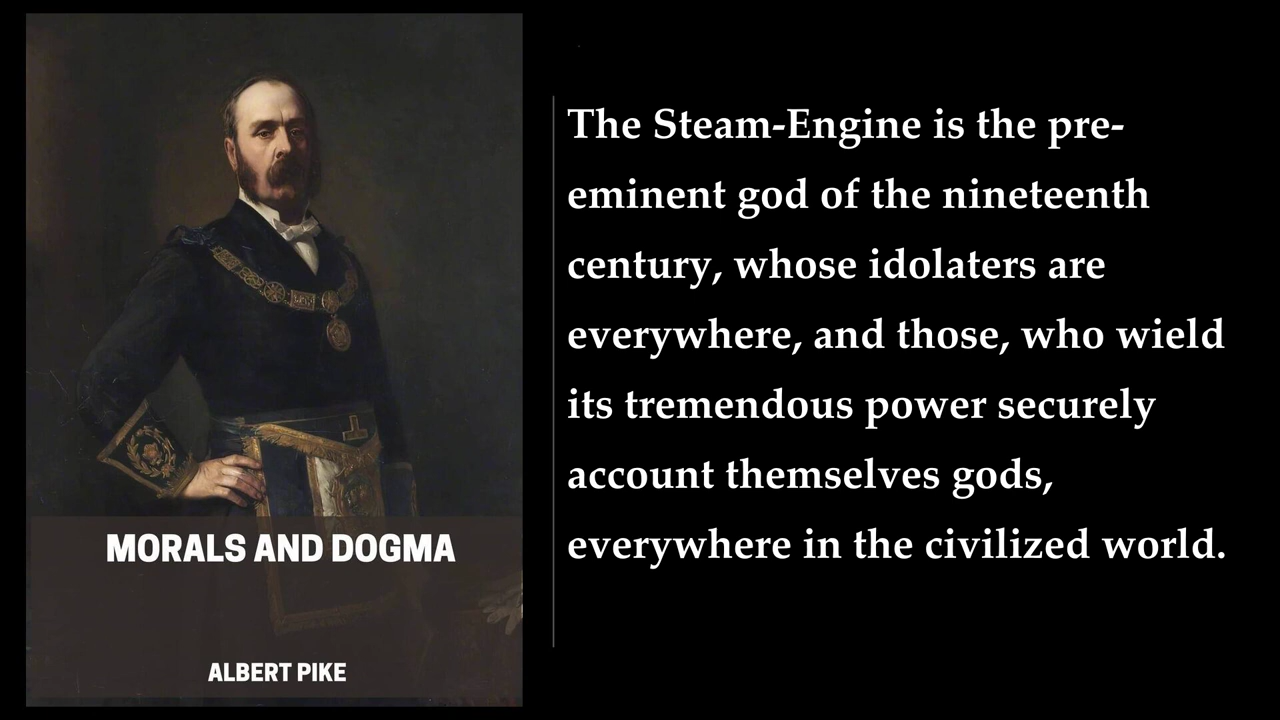 MORALS AND DOGMA
ALBERT PIKE
The Steam-Engine is the pre-
eminent god of the nineteenth
century, whose idolaters are
everywhere, and those, who wield
its tremendous power securely
account themselves gods,
everywhere in the civilized world.